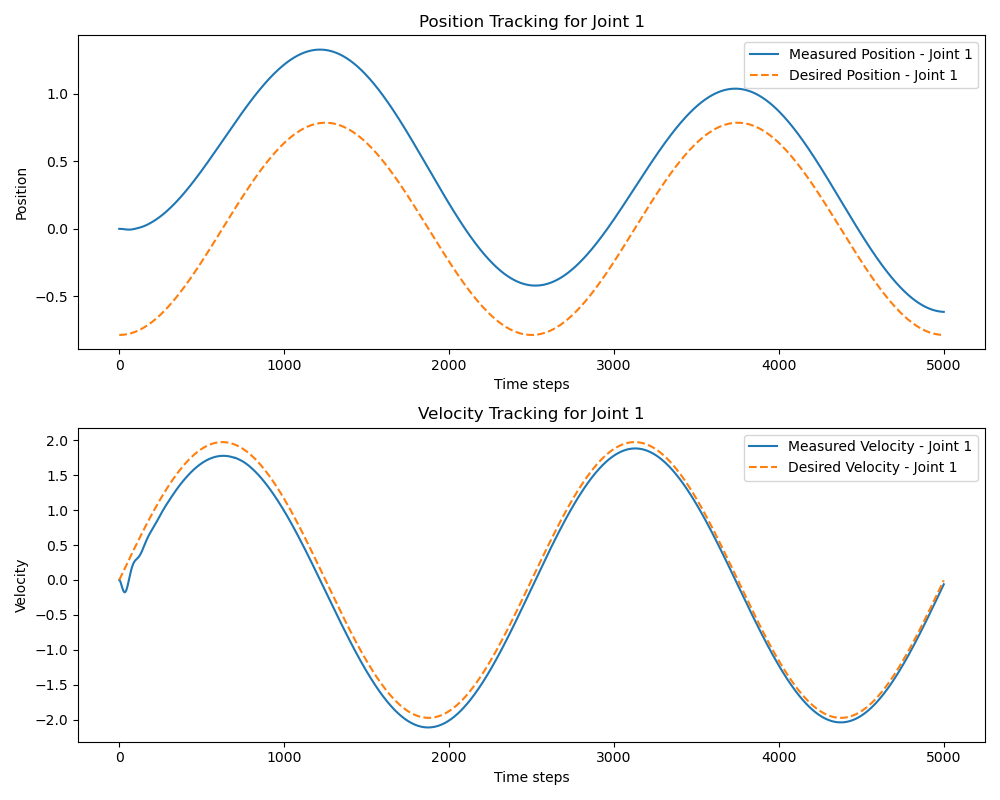 Position Tracking for Joint 1
Measured Position - Joint 1
Desired Position - Joint 1
1.0
0.5
0.0
−0.5
Position
0 1000 2000 3000 4000 5000
Time steps
Velocity Tracking for Joint 1
Measured Velocity - Joint 1
Desired Velocity - Joint 1
2.0
1.5
1.0
0.5
0.0
−0.5
−1.0
−1.5
−2.0
Velocity
0 1000 2000 3000 4000 5000
Time steps